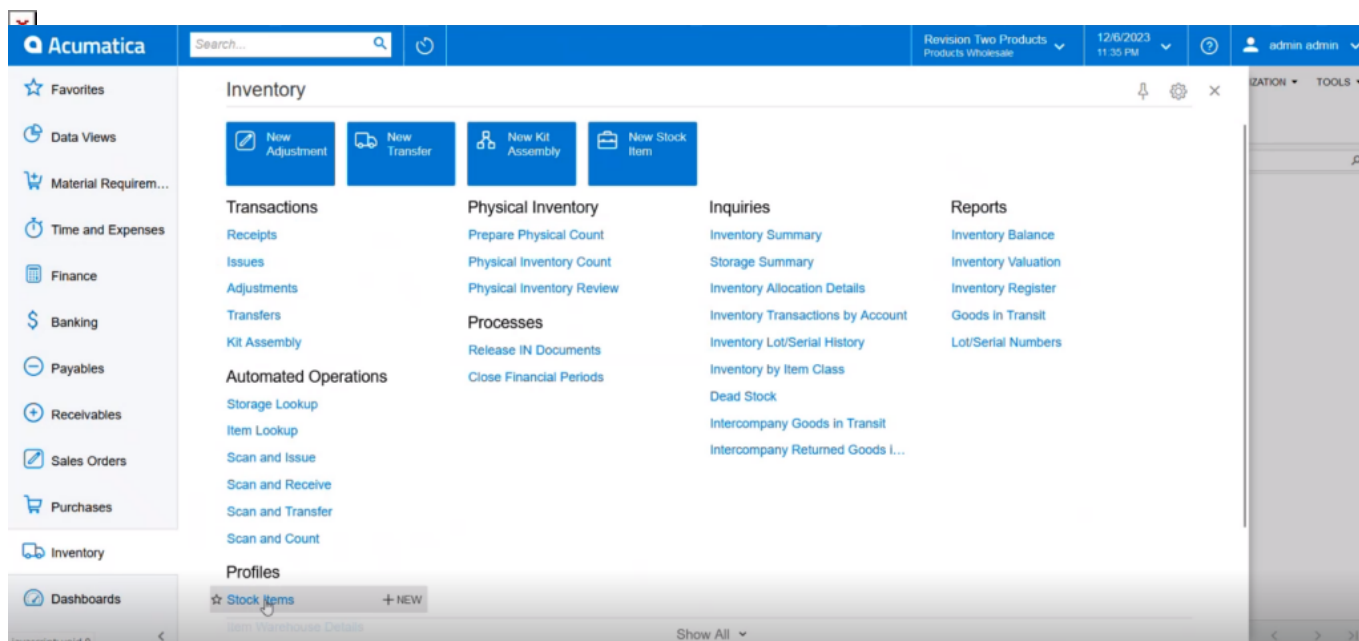 Acumatica
Search...
Revision Two Products
Products Wholesale
12/6/2023
11:35 PM
admin admin
Favorites
Data Views
Material Requirem...
Time and Expenses
Finance
Banking
Payables
Receivables
Sales Orders
Purchases
Inventory
Dashboards
Inventory
IZATION
TOOLS
New
Adjustment
New
Transfer
New Kit
Assembly
New Stock
Item
Transactions
Receipts
Issues
Adjustments
Transfers
Kit Assembly
Automated Operations
Storage Lookup
Item Lookup
Scan and Issue
Scan and Receive
Scan and Transfer
Scan and Count
Profiles
Stock Items
+ NEW
Item Warehouse Details
Physical Inventory
Prepare Physical Count
Physical Inventory Count
Physical Inventory Review
Processes
Release IN Documents
Close Financial Periods
Inquiries
Inventory Summary
Storage Summary
Inventory Allocation Details
Inventory Transactions by Account
Inventory Lot/Serial History
Inventory by Item Class
Dead Stock
Intercompany Goods in Transit
Intercompany Returned Goods i...
Reports
Inventory Balance
Inventory Valuation
Inventory Register
Goods in Transit
Lot/Serial Numbers
Show All